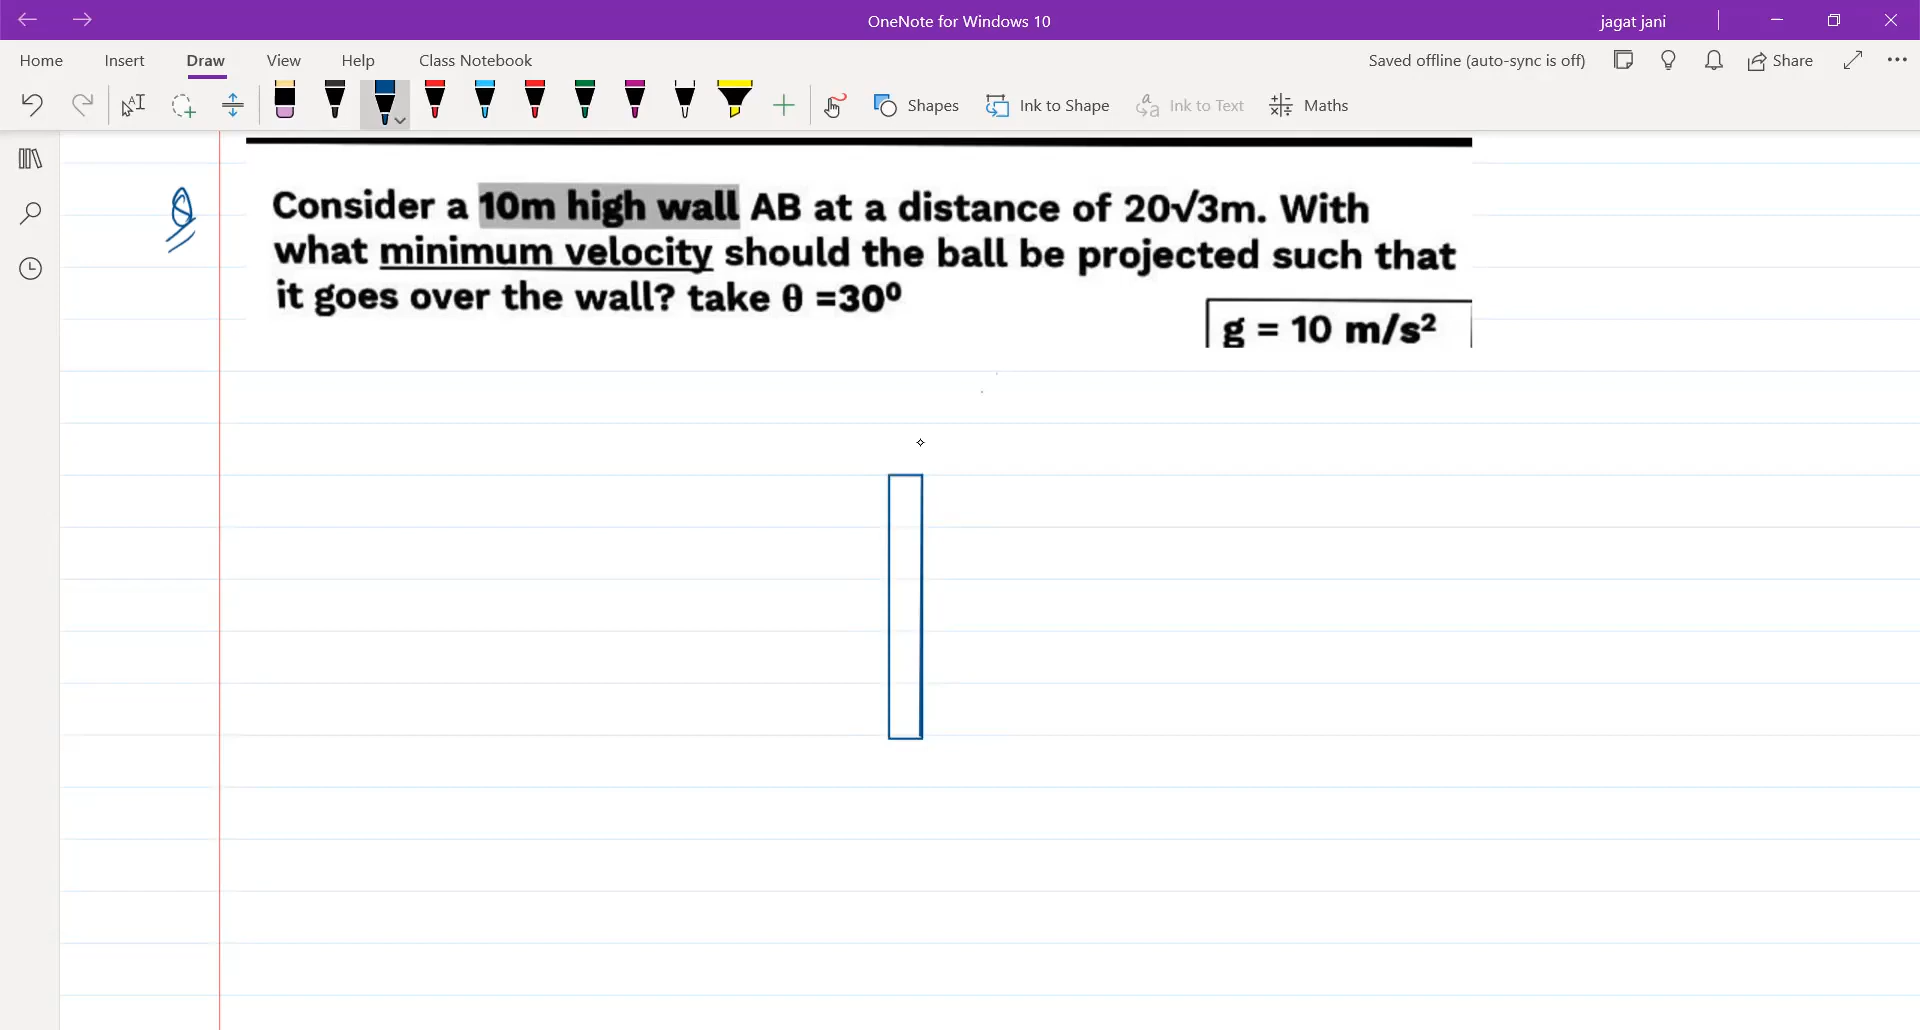 OneNote for Windows 10
jagat jani
Home Insert Draw View Help Class Notebook
Saved offline (auto-sync is off) Share
Shapes Ink to Shape Ink to Text Maths
Consider a 10m high wall AB at a distance of 20√3m. With
what minimum velocity should the ball be projected such that
it goes over the wall? take θ =30⁰
g = 10 m/s²